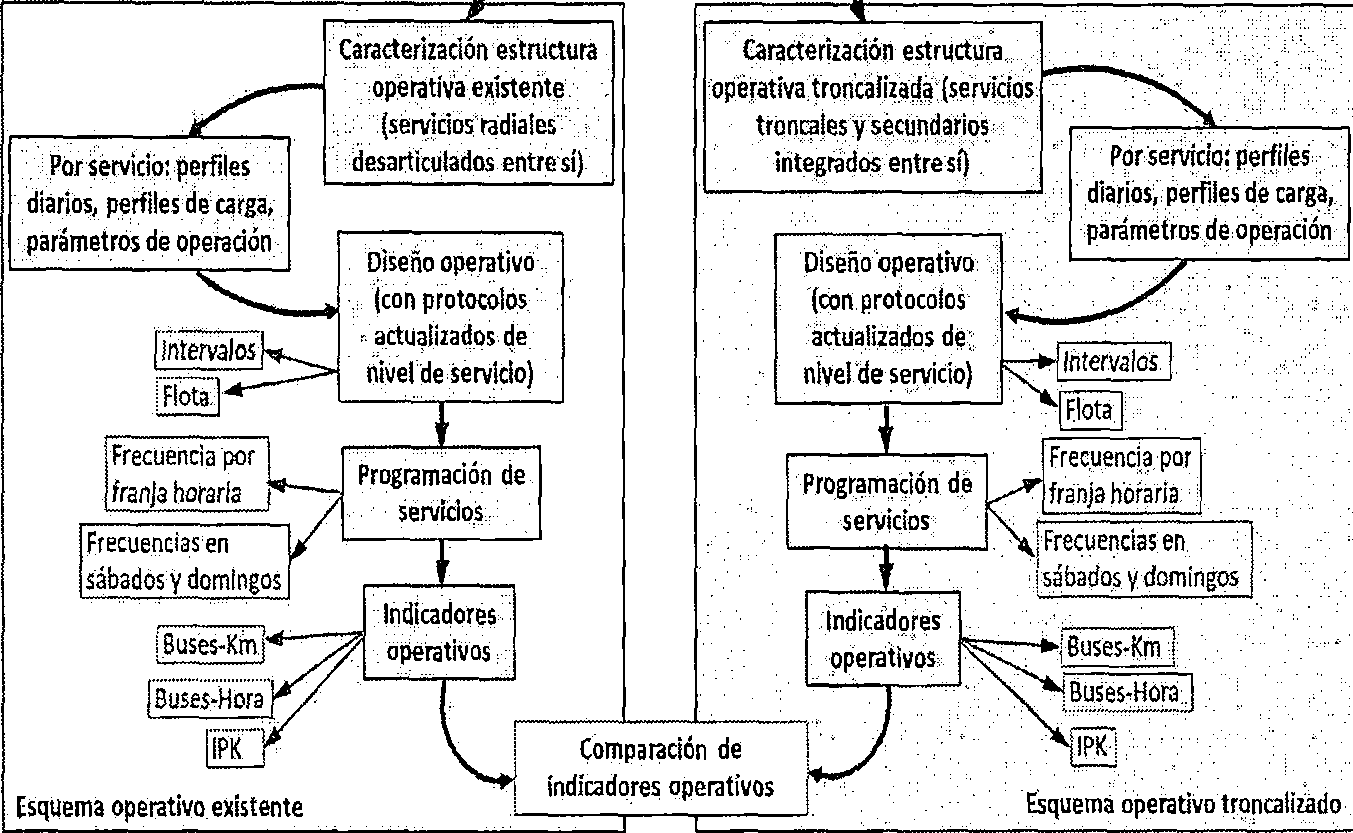 Caracterización estructura
operativa existente
(servicios radiales
desarticulados entre sí)
Por servicio: perfiles
diarios, perfiles de carga,
parámetros de operación
Diseño operativo
(con protocolos
actualizados de
nivel de servicio)
Intervalos
Flota
Programación de
servicios
Frecuencia por
franja horaria
Frecuencias en
sábados y domingos
Indicadores
operativos
Buses-Km
Buses-Hora
IPK
Esquema operativo existente
Caracterización estructura
operativa troncalizada (servicios
troncales y secundarios
integrados entre sí)
Por servicio: perfiles
diarios, perfiles de carga,
parámetros de operación
Diseño operativo
(con protocolos
actualizados de
nivel de servicio)
Intervalos
Flota
Programación de
servicios
Frecuencia por
franja horaria
Frecuencias en
sábados y domingos
Indicadores
operativos
Buses-Km
Buses-Hora
IPK
Comparación de
indicadores operativos
Esquema operativo troncalizado